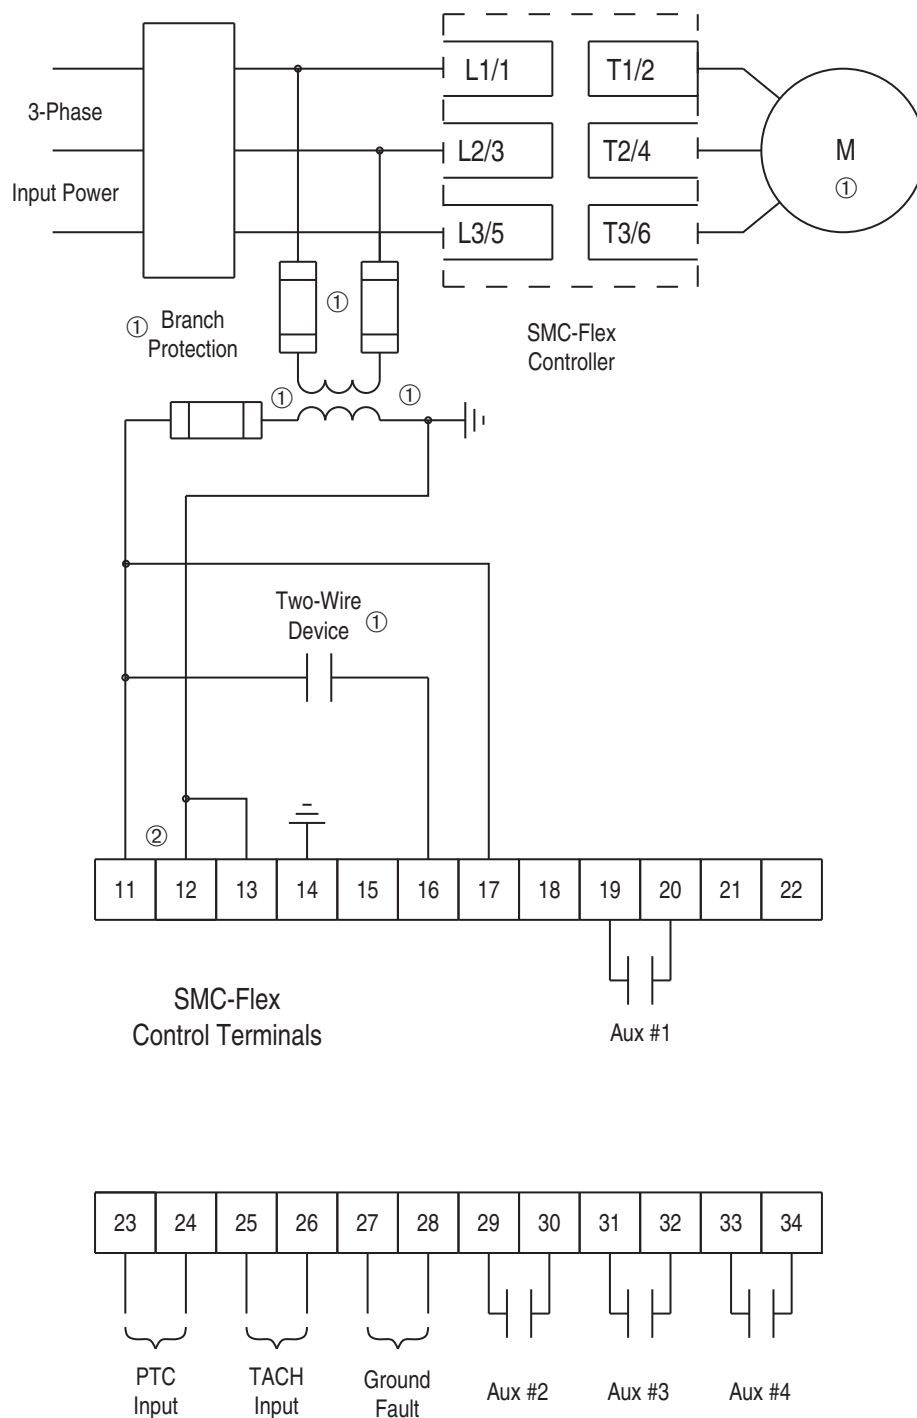 L1/1 T1/2
3-Phase
L2/3 T2/4 M
Input Power ①
L3/5 T3/6
① Branch
Protection
①
SMC-Flex
Controller
① ①
Two-Wire
Device ①
②
11 12 13 14 15 16 17 18 19 20 21 22
SMC-Flex
Control Terminals
Aux #1
23 24 25 26 27 28 29 30 31 32 33 34
PTC
Input
TACH
Input
Ground
Fault
Aux #2 Aux #3 Aux #4